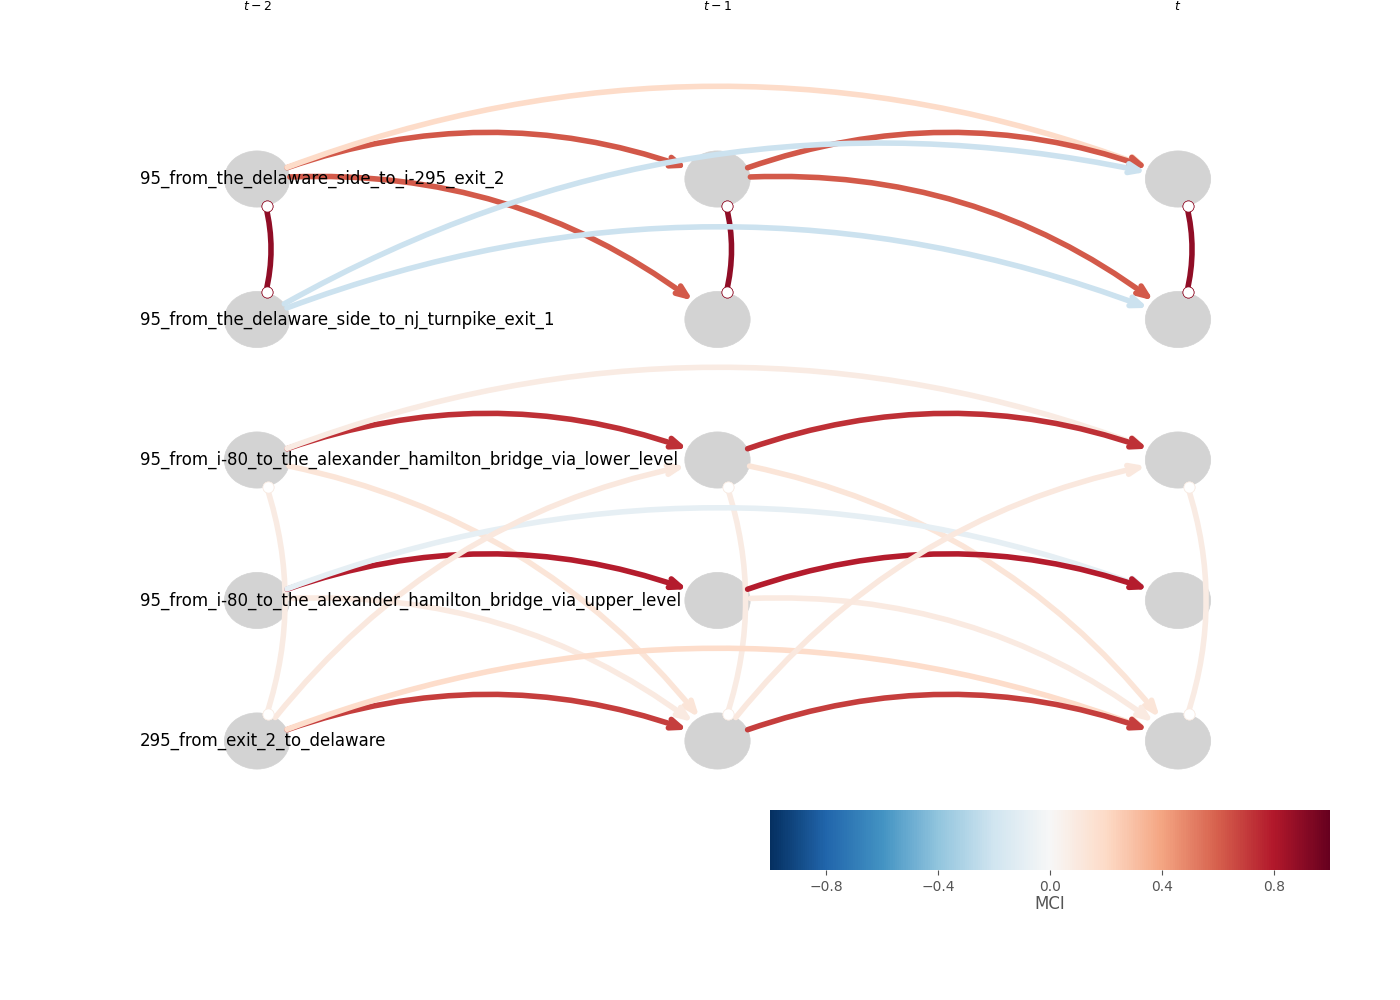 t − 2 t − 1 t
95_from_the_delaware_side_to_i-295_exit_2
95_from_the_delaware_side_to_nj_turnpike_exit_1
95_from_i-80_to_the_alexander_hamilton_bridge_via_lower_level
95_from_i-80_to_the_alexander_hamilton_bridge_via_upper_level
295_from_exit_2_to_delaware
−0.8 −0.4 0.0 0.4 0.8
MCI